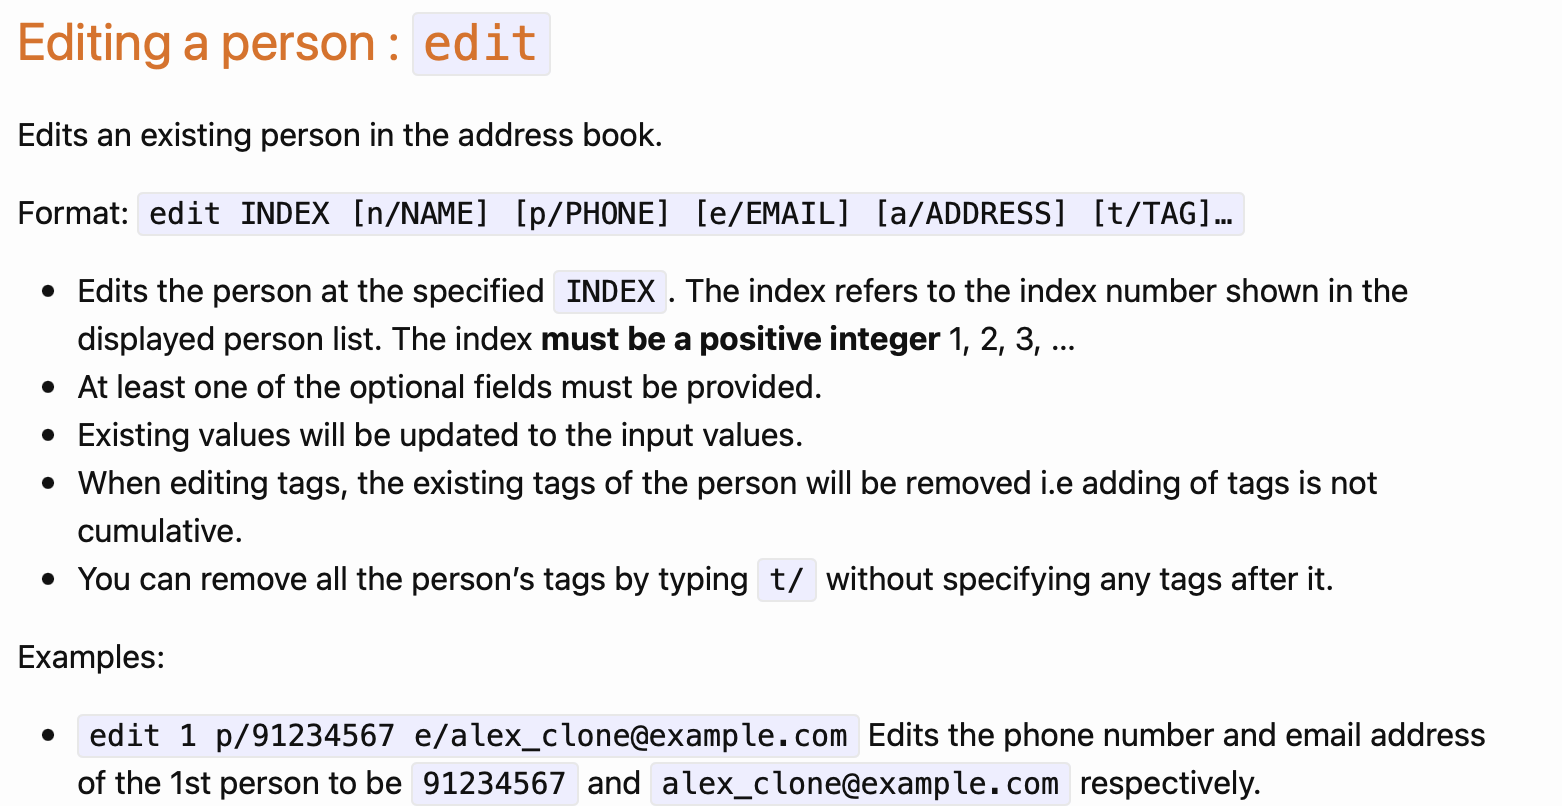 Editing a person : edit
Edits an existing person in the address book.
Format: edit INDEX [n/NAME] [p/PHONE] [e/EMAIL] [a/ADDRESS] [t/TAG]…
• Edits the person at the specified INDEX. The index refers to the index number shown in the
displayed person list. The index must be a positive integer 1, 2, 3, …
• At least one of the optional fields must be provided.
• Existing values will be updated to the input values.
• When editing tags, the existing tags of the person will be removed i.e adding of tags is not
cumulative.
• You can remove all the person’s tags by typing t/ without specifying any tags after it.
Examples:
• edit 1 p/91234567 e/alex_clone@example.com Edits the phone number and email address
of the 1st person to be 91234567 and alex_clone@example.com respectively.